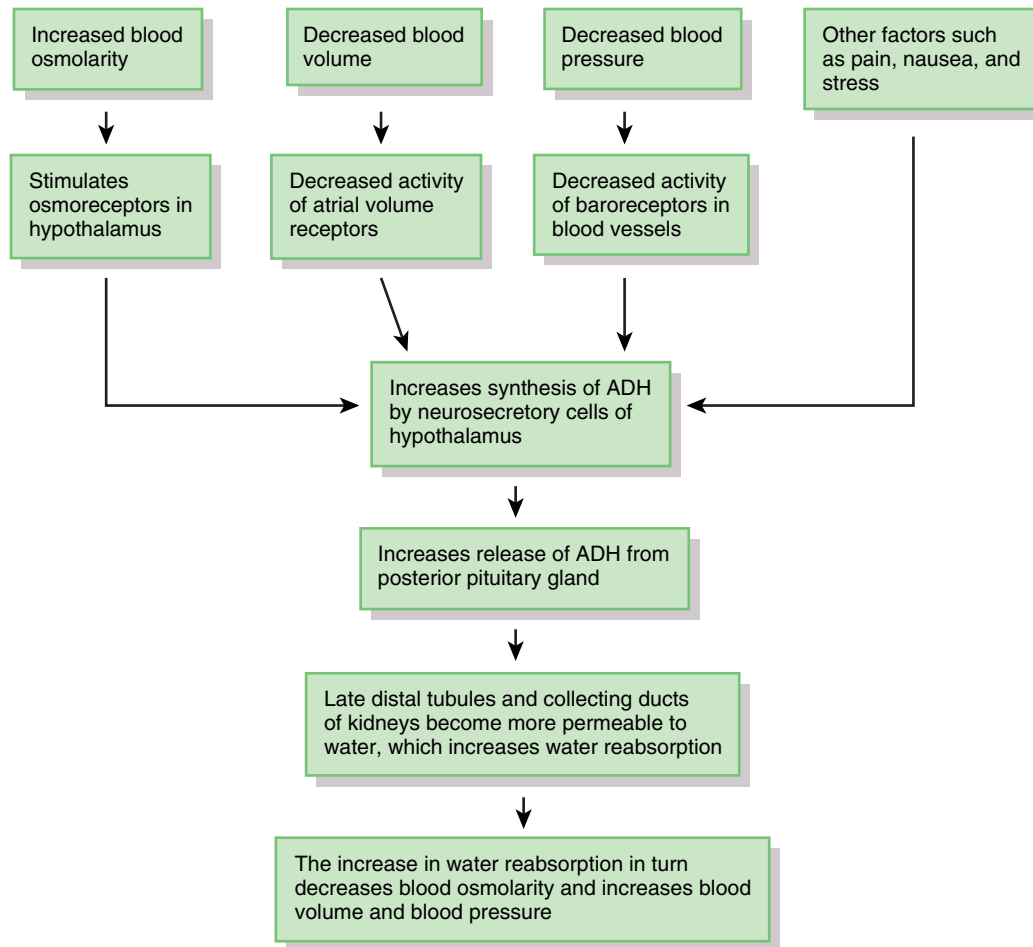 Increased blood
osmolarity
Decreased blood
volume
Decreased blood
pressure
Other factors such
as pain, nausea, and
stress
Stimulates
osmoreceptors in
hypothalamus
Decreased activity
of atrial volume
receptors
Decreased activity
of baroreceptors in
blood vessels
Increases synthesis of ADH
by neurosecretory cells of
hypothalamus
Increases release of ADH from
posterior pituitary gland
Late distal tubules and collecting ducts
of kidneys become more permeable to
water, which increases water reabsorption
The increase in water reabsorption in turn
decreases blood osmolarity and increases blood
volume and blood pressure